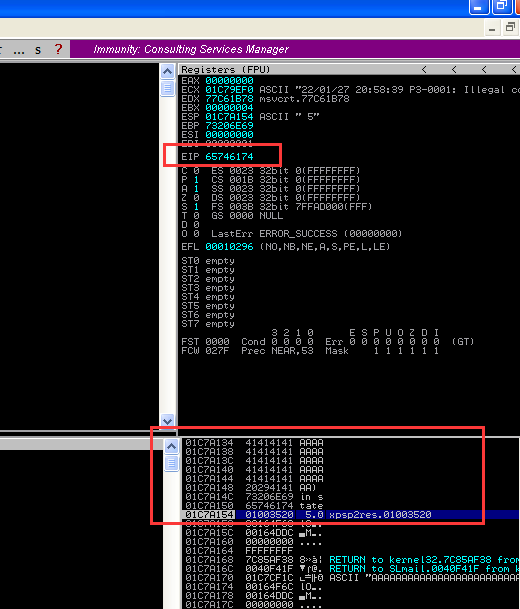 ... s ? Immunity: Consulting Services Manager
Registers (FPU) < < < <
EAX 00000000
ECX 01C79EF0 ASCII "22/01/27 20:58:39 P3-0001: Illegal co
EDX 77C61B78 msvcrt.77C61B78
EBX 00000004
ESP 01C7A154 ASCII " 5"
EBP 73206E69
ESI 00000000
EDI 00000001
EIP 65746174
C 0 ES 0023 32bit 0(FFFFFFFF)
P 1 CS 001B 32bit 0(FFFFFFFF)
A 1 SS 0023 32bit 0(FFFFFFFF)
Z 0 DS 0023 32bit 0(FFFFFFFF)
S 1 FS 003B 32bit 7FFAD000(FFF)
T 0 GS 0000 NULL
D 0
O 0 LastErr ERROR_SUCCESS (00000000)
EFL 00010296 (NO,NB,NE,A,S,PE,L,LE)
ST0 empty
ST1 empty
ST2 empty
ST3 empty
ST4 empty
ST5 empty
ST6 empty
ST7 empty
3 2 1 0 E S P U O Z D I
FST 0000 Cond 0 0 0 0 Err 0 0 0 0 0 0 0 0 (GT)
FCW 027F Prec NEAR,53 Mask 1 1 1 1 1 1
01C7A134 41414141 AAAA
01C7A138 41414141 AAAA
01C7A13C 41414141 AAAA
01C7A140 41414141 AAAA
01C7A144 41414141 AAAA
01C7A148 20294141 AA)
01C7A14C 73206E69 in s
01C7A150 65746174 tate
01C7A154 01003520 5.0 xpsp2res.01003520
01C7A158 00164F6C lO..
01C7A15C 00164DDC M..
01C7A160 00000000 ....
01C7A164 FFFFFFFF
01C7A168 7C85AF38 RETURN to kernel32.7C85AF38 from
01C7A16C 0040F41F RETURN to SLmail.0040F41F from k
01C7A170 01C7CF1C ASCII "AAAAAAAAAAAAAAAAAAAAAAAA
01C7A174 00164F6C lO..
01C7A178 00164DDC M..
01C7A17C 00000000 ....